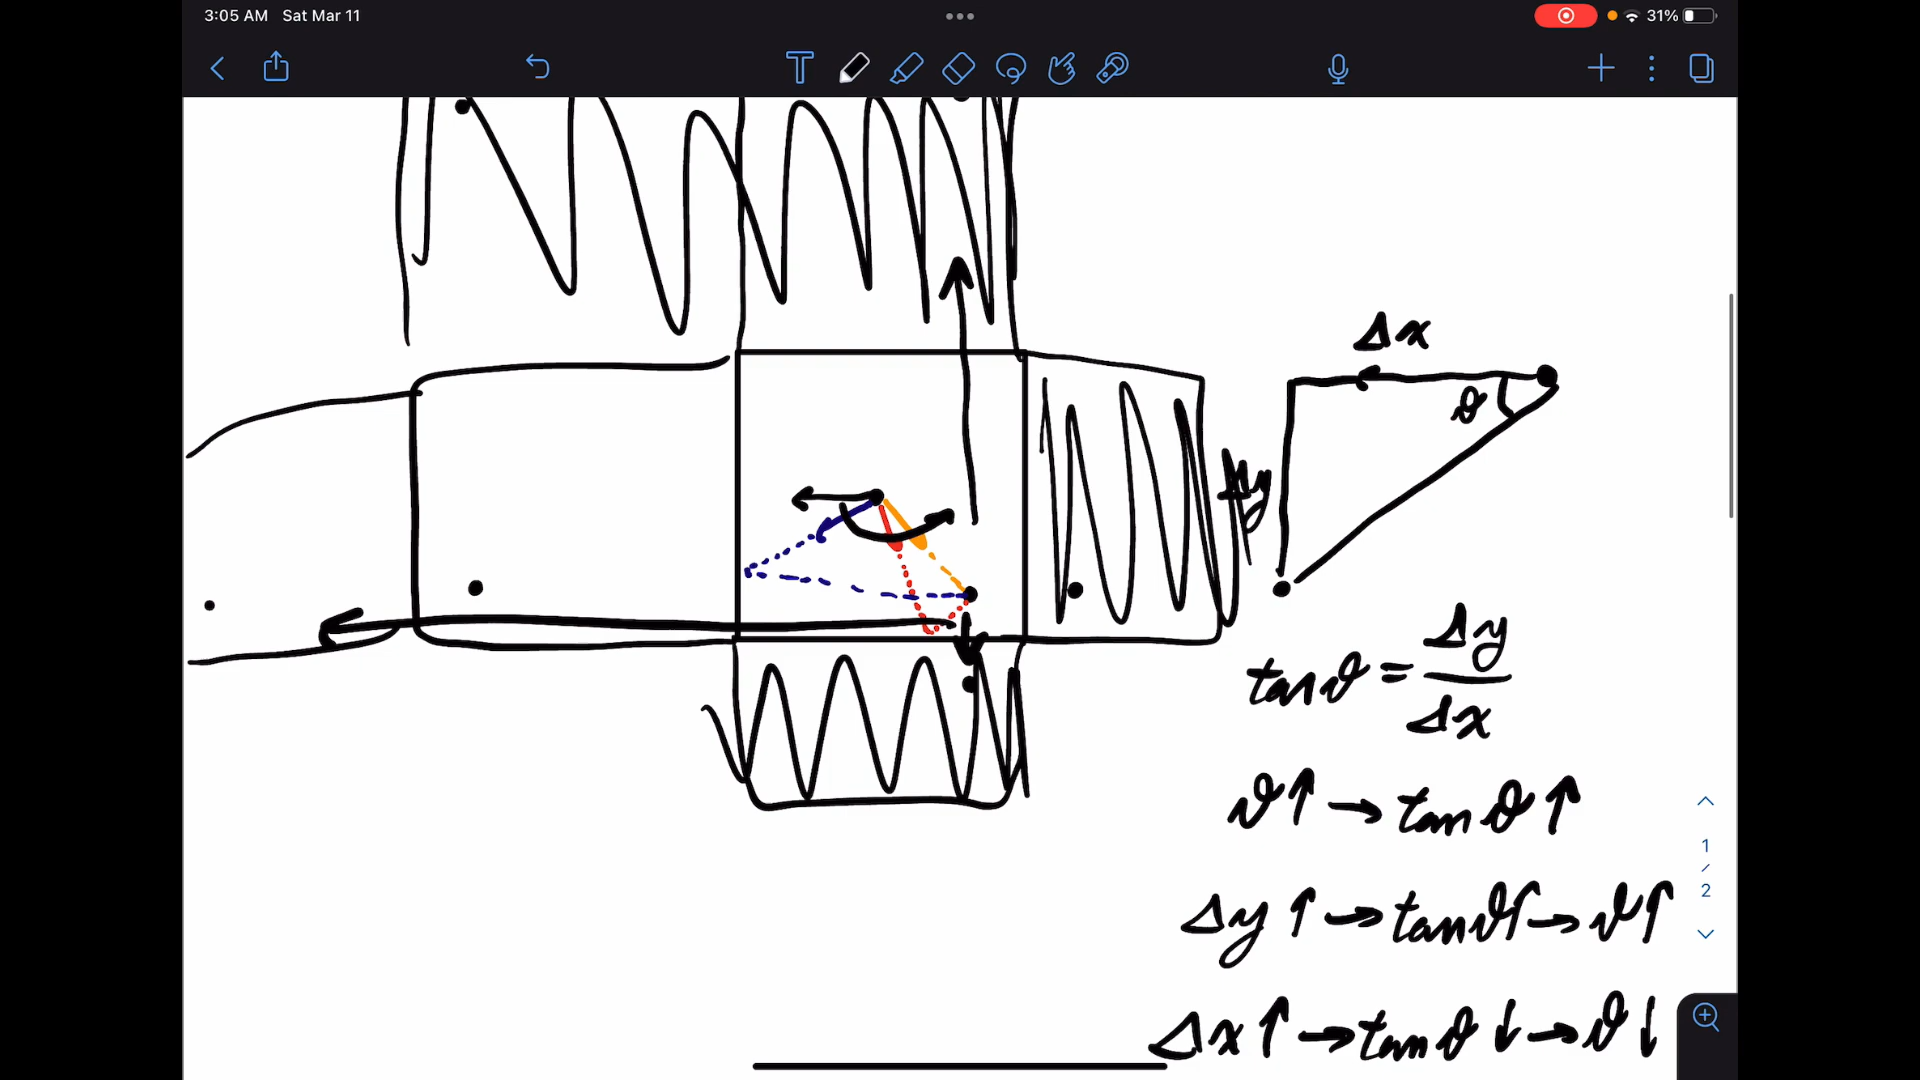 3:05 AM Sat Mar 11
31%
T
Δx
ϑ
Δy
tanϑ = Δy/Δx
ϑ↑ → tanϑ↑
1
/
2
Δy↑ → tanϑ↑ → ϑ↑
Δx↑ → tanϑ↓ → ϑ↓